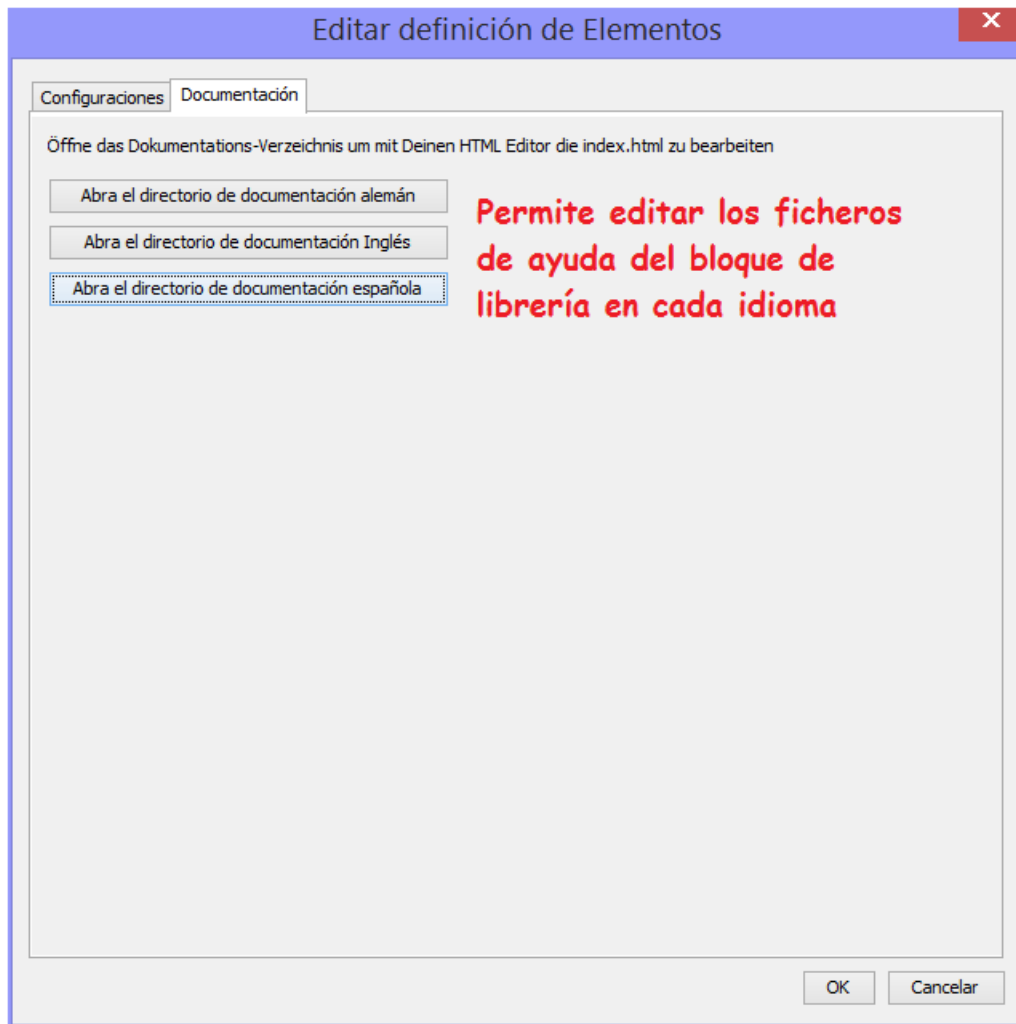 Editar definición de Elementos
Configuraciones
Documentación
Öffne das Dokumentations-Verzeichnis um mit Deinen HTML Editor die index.html zu bearbeiten
Abra el directorio de documentación alemán
Abra el directorio de documentación Inglés
Abra el directorio de documentación española
Permite editar los ficheros
de ayuda del bloque de
librería en cada idioma
OK
Cancelar